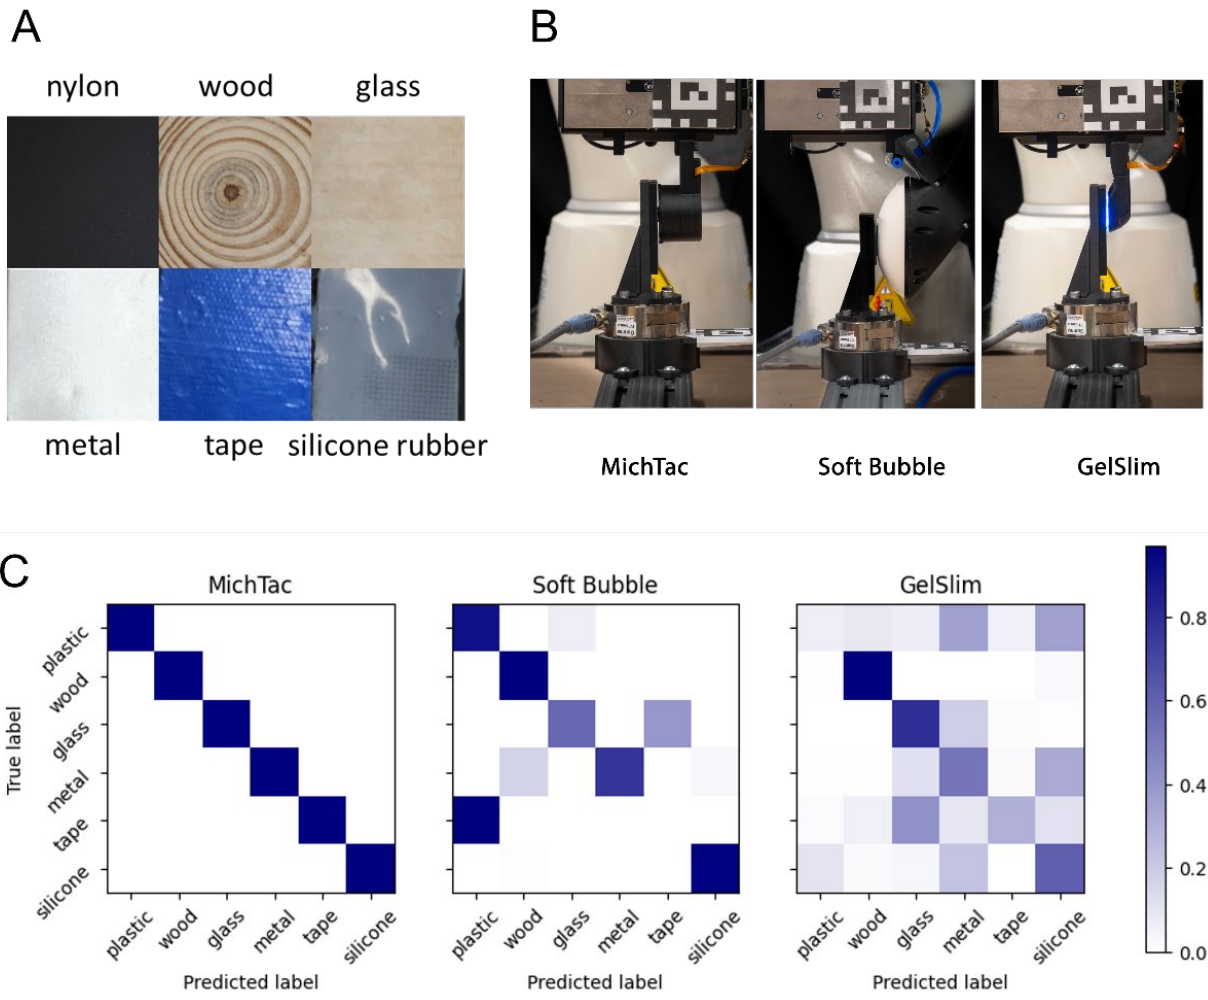 A
B
nylon wood glass
metal tape silicone rubber
MichTac Soft Bubble GelSlim
C
MichTac Soft Bubble GelSlim
True label
plastic
wood
glass
metal
tape
silicone
0.8
0.6
0.4
0.2
0.0
plastic wood glass metal tape silicone
plastic wood glass metal tape silicone
plastic wood glass metal tape silicone
Predicted label Predicted label Predicted label